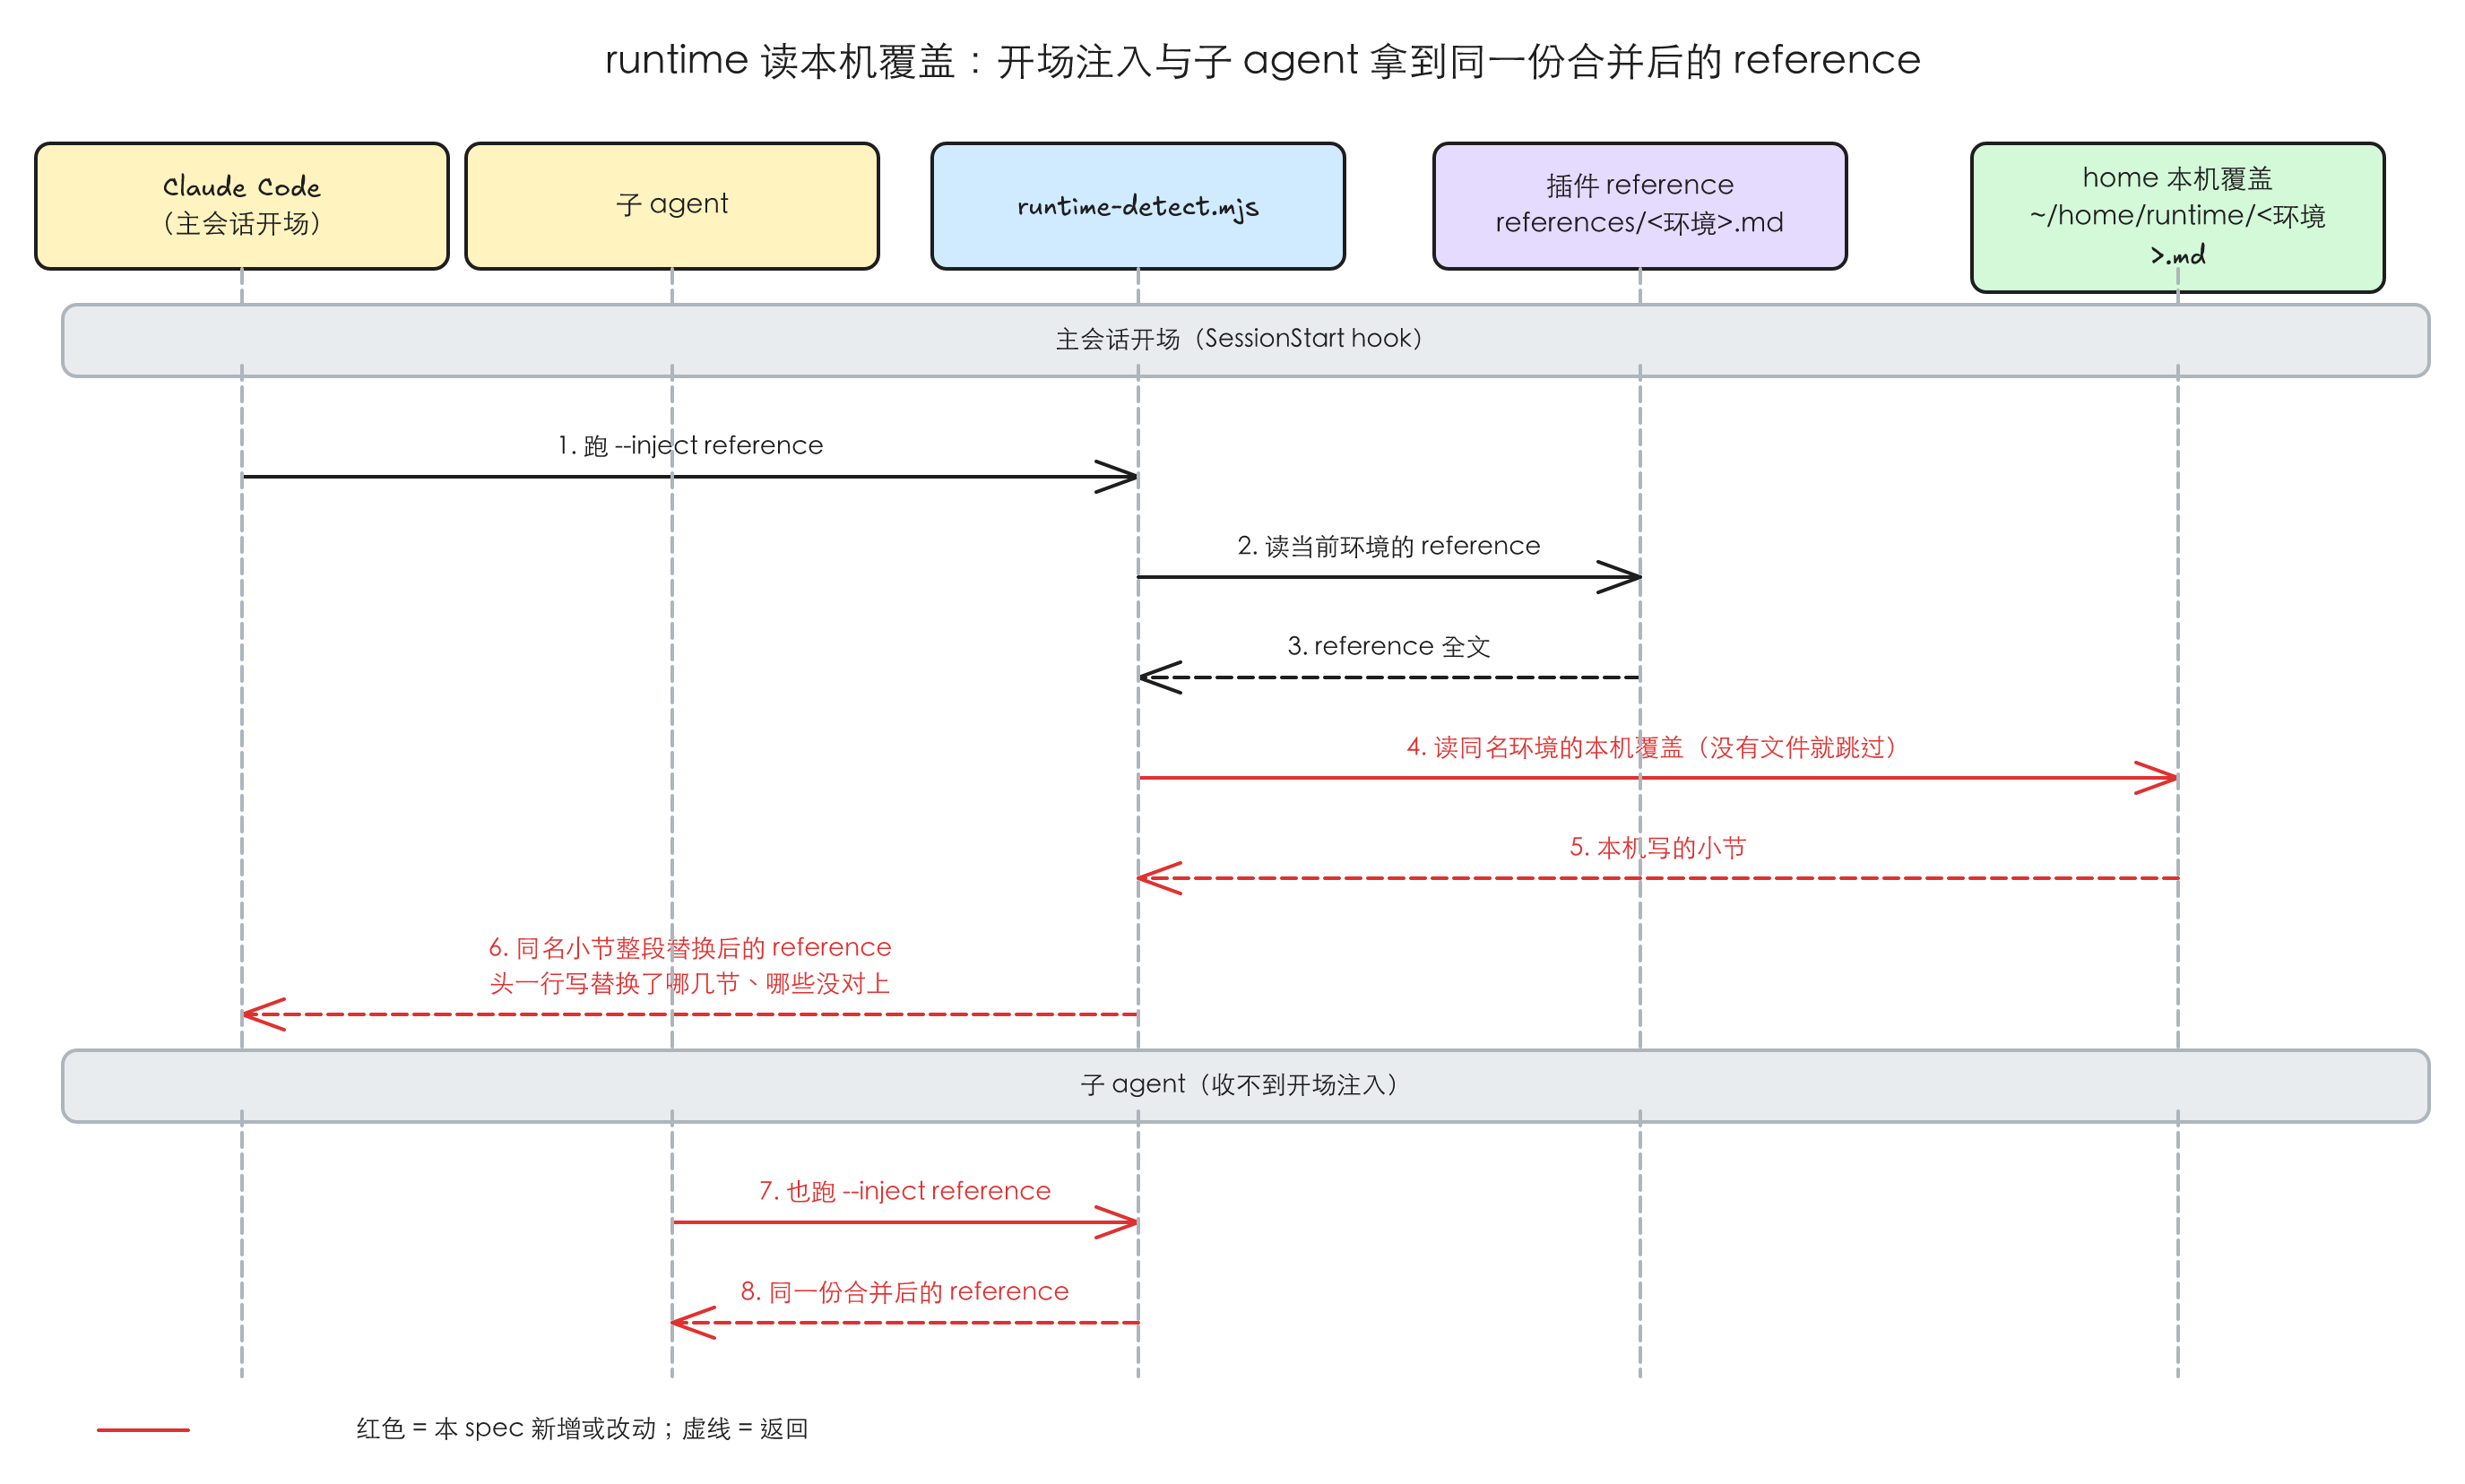 runtime 读本机覆盖：开场注入与子 agent 拿到同一份合并后的 reference
Claude Code
（主会话开场）
子 agent
runtime-detect.mjs
插件 reference
references/<环境>.md
home 本机覆盖
~/home/runtime/<环境
>.md
主会话开场（SessionStart hook）
1. 跑 --inject reference
2. 读当前环境的 reference
3. reference 全文
4. 读同名环境的本机覆盖（没有文件就跳过）
5. 本机写的小节
6. 同名小节整段替换后的 reference
头一行写替换了哪几节、哪些没对上
子 agent（收不到开场注入）
7. 也跑 --inject reference
8. 同一份合并后的 reference
红色 = 本 spec 新增或改动；虚线 = 返回